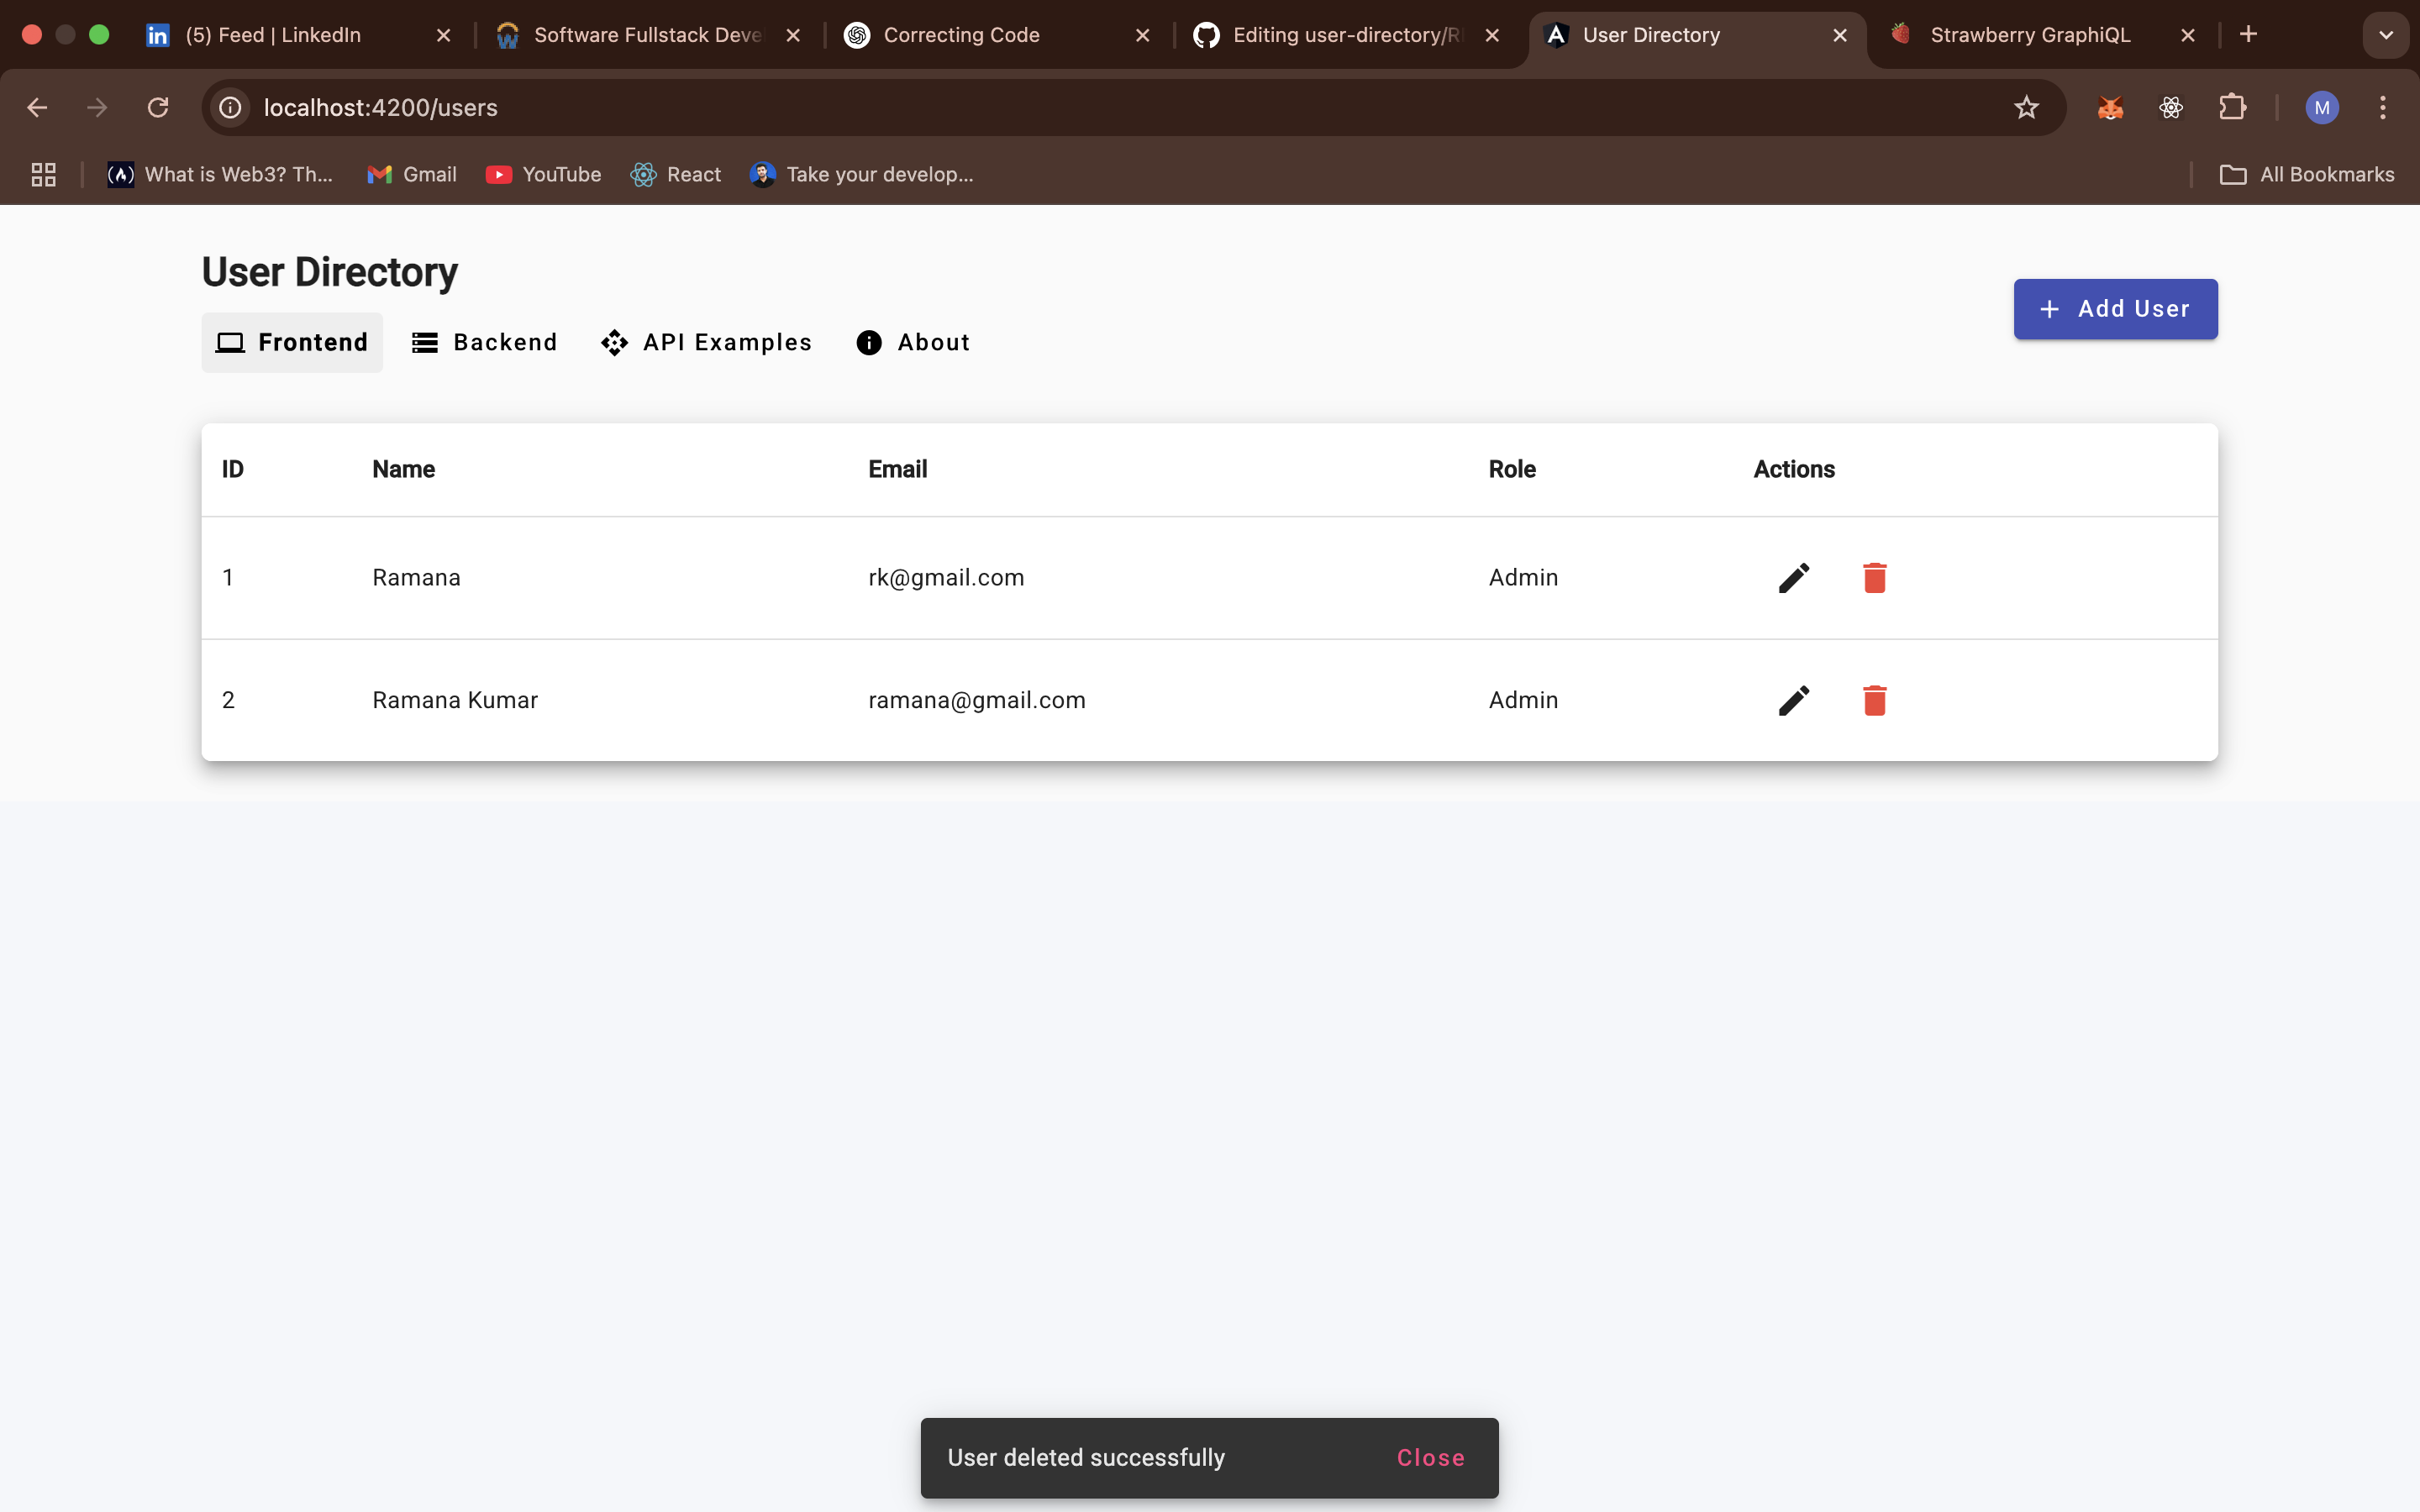 (5) Feed | LinkedIn
Software Fullstack Deve
Correcting Code
Editing user-directory/R
User Directory
Strawberry GraphiQL
localhost:4200/users
M
What is Web3? Th...
Gmail
YouTube
React
Take your develop...
All Bookmarks
User Directory
Add User
Frontend
Backend
API Examples
About
ID Name Email Role Actions
1 Ramana rk@gmail.com Admin
2 Ramana Kumar ramana@gmail.com Admin
User deleted successfully Close